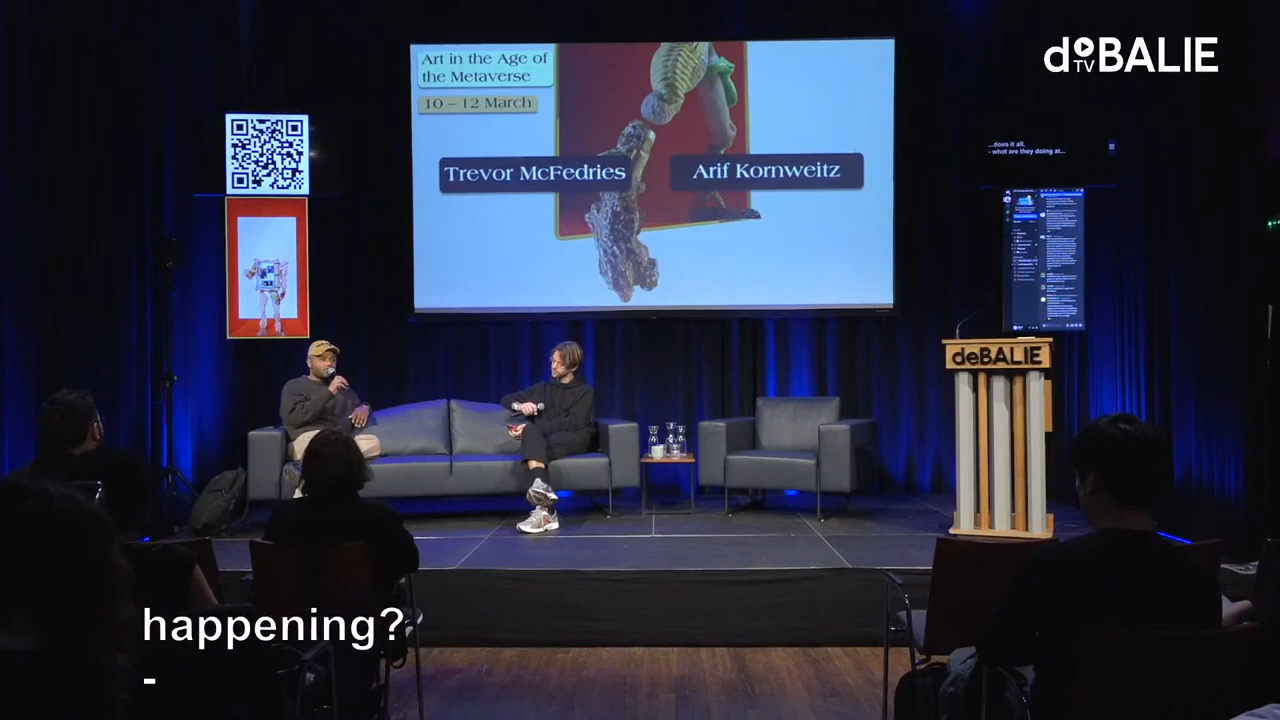 deBALIE
TV
Art in the Age of
the Metaverse
10 – 12 March
Trevor McFedries
Arif Kornweitz
...does it all.
- what are they doing at...
deBALIE
happening?
-